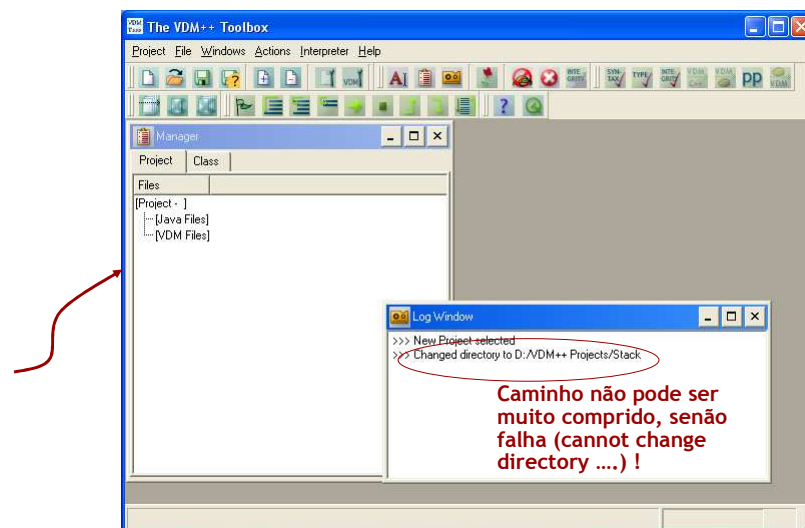 The VDM++ Toolbox
Project File Windows Actions Interpreter Help
Manager
Project Class
Files
[Project - ]
[Java Files]
[VDM Files]
Log Window
>>> New Project selected
>>> Changed directory to D:/VDM++ Projects/Stack
Caminho não pode ser
muito comprido, senão
falha (cannot change
directory ….) !